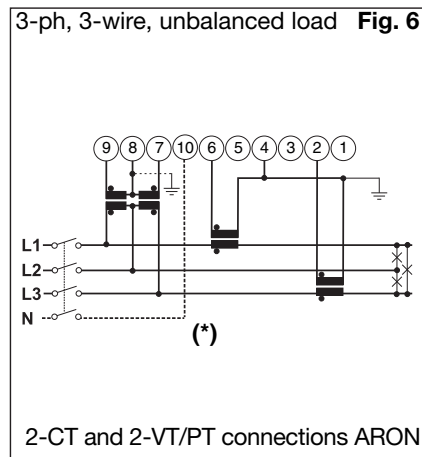 3-ph, 3-wire, unbalanced load Fig. 6
9 8 7 10 6 5 4 3 2 1
L1
L2
L3
N
(*)
2-CT and 2-VT/PT connections ARON